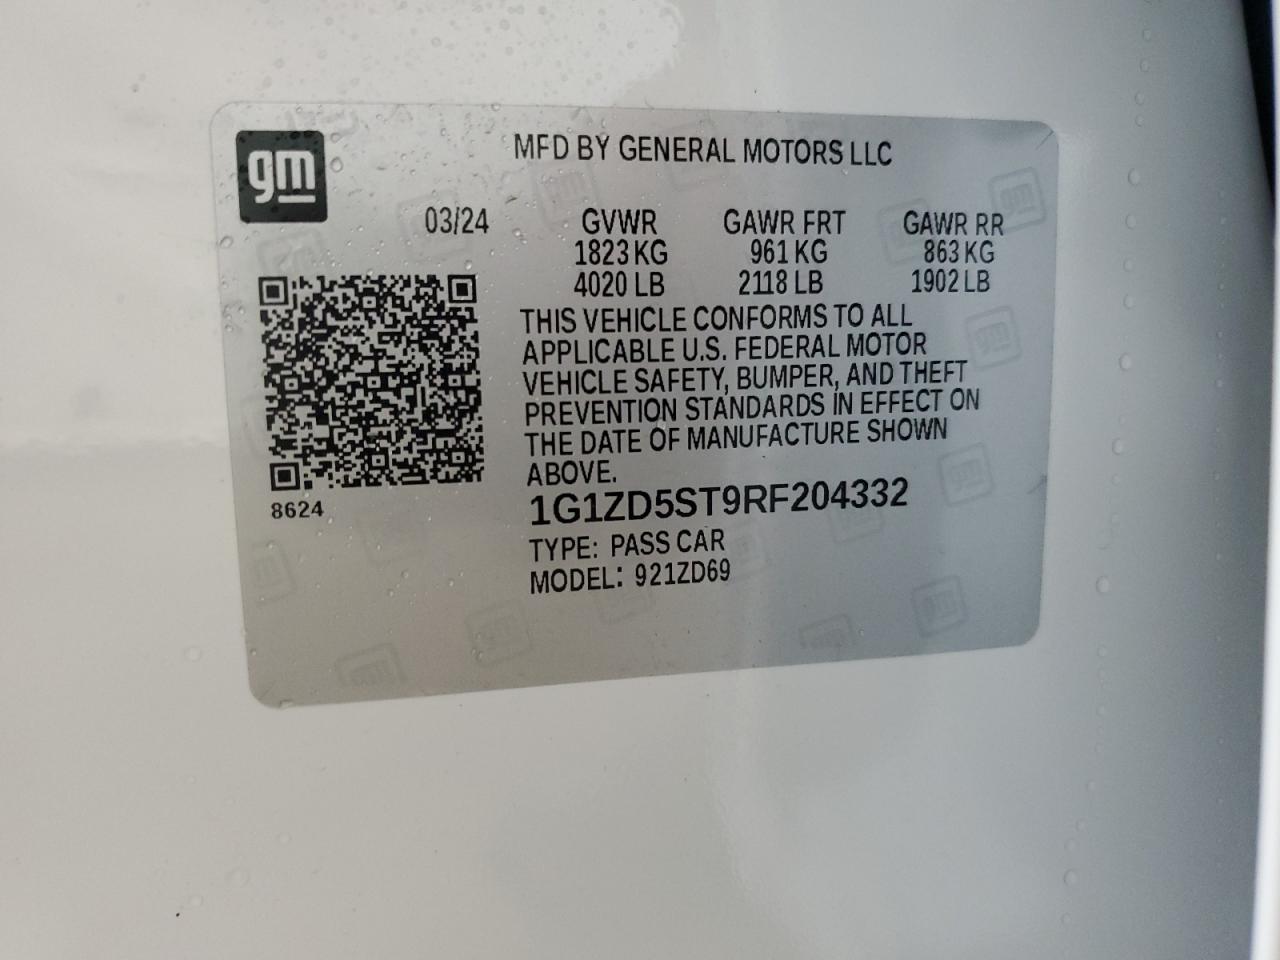 gm
MFD BY GENERAL MOTORS LLC
03/24 GVWR GAWR FRT GAWR RR
1823 KG 961 KG 863 KG
4020 LB 2118 LB 1902 LB
THIS VEHICLE CONFORMS TO ALL
APPLICABLE U.S. FEDERAL MOTOR
VEHICLE SAFETY, BUMPER, AND THEFT
PREVENTION STANDARDS IN EFFECT ON
THE DATE OF MANUFACTURE SHOWN
ABOVE.
8624
1G1ZD5ST9RF204332
TYPE: PASS CAR
MODEL: 921ZD69